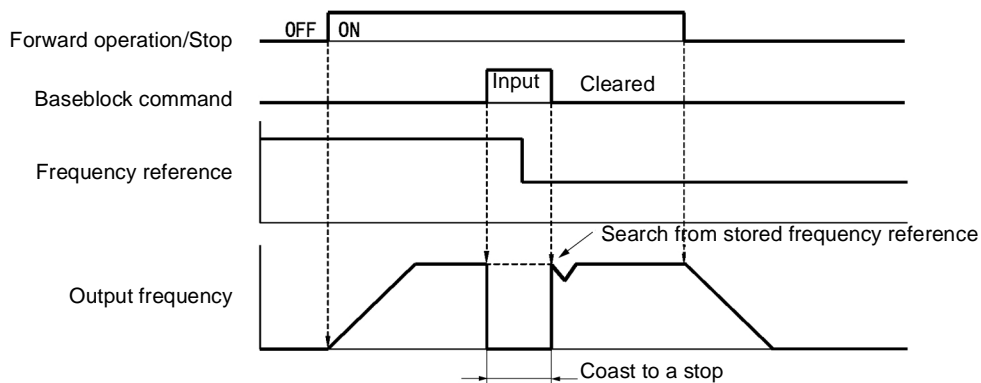 Forward operation/Stop
OFF
ON
Baseblock command
Input
Cleared
Frequency reference
Search from stored frequency reference
Output frequency
Coast to a stop